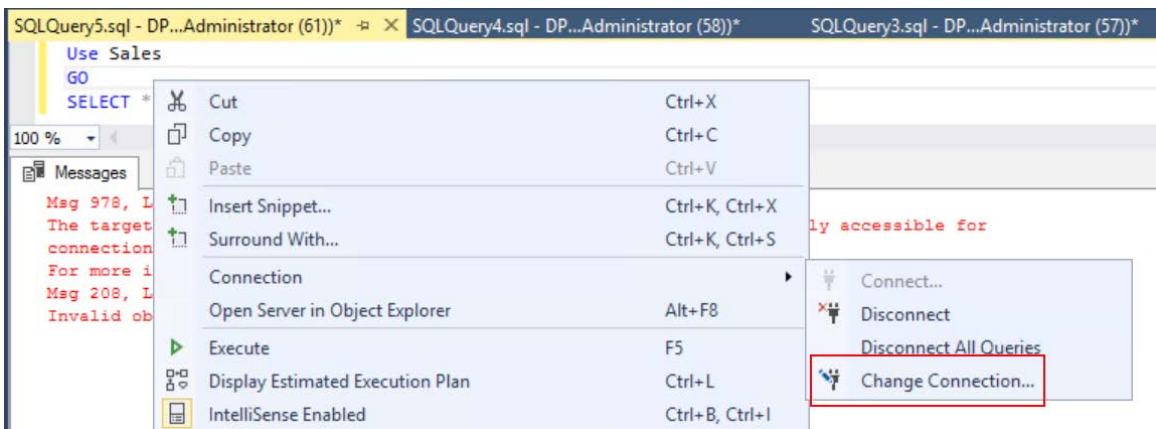 SQLQuery5.sql - DP...Administrator (61))* SQLQuery4.sql - DP...Administrator (58))* SQLQuery3.sql - DP...Administrator (57))*
Use Sales
GO
SELECT *
Cut Ctrl+X
Copy Ctrl+C
Paste Ctrl+V
Insert Snippet... Ctrl+K, Ctrl+X
Surround With... Ctrl+K, Ctrl+S
Connection
Open Server in Object Explorer Alt+F8
Execute F5
Display Estimated Execution Plan Ctrl+L
IntelliSense Enabled Ctrl+B, Ctrl+I
Connect...
Disconnect
Disconnect All Queries
Change Connection...
100 %
Messages
Msg 978, L
The target ly accessible for
connection
For more i
Msg 208, L
Invalid ob